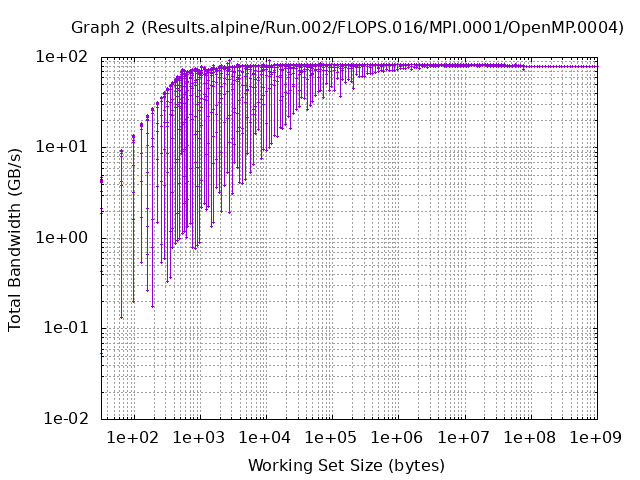 Graph 2 (Results.alpine/Run.002/FLOPS.016/MPI.0001/OpenMP.0004)
Total Bandwidth (GB/s)
1e+02
1e+01
1e+00
1e-01
1e-02
1e+02 1e+03 1e+04 1e+05 1e+06 1e+07 1e+08 1e+09
Working Set Size (bytes)